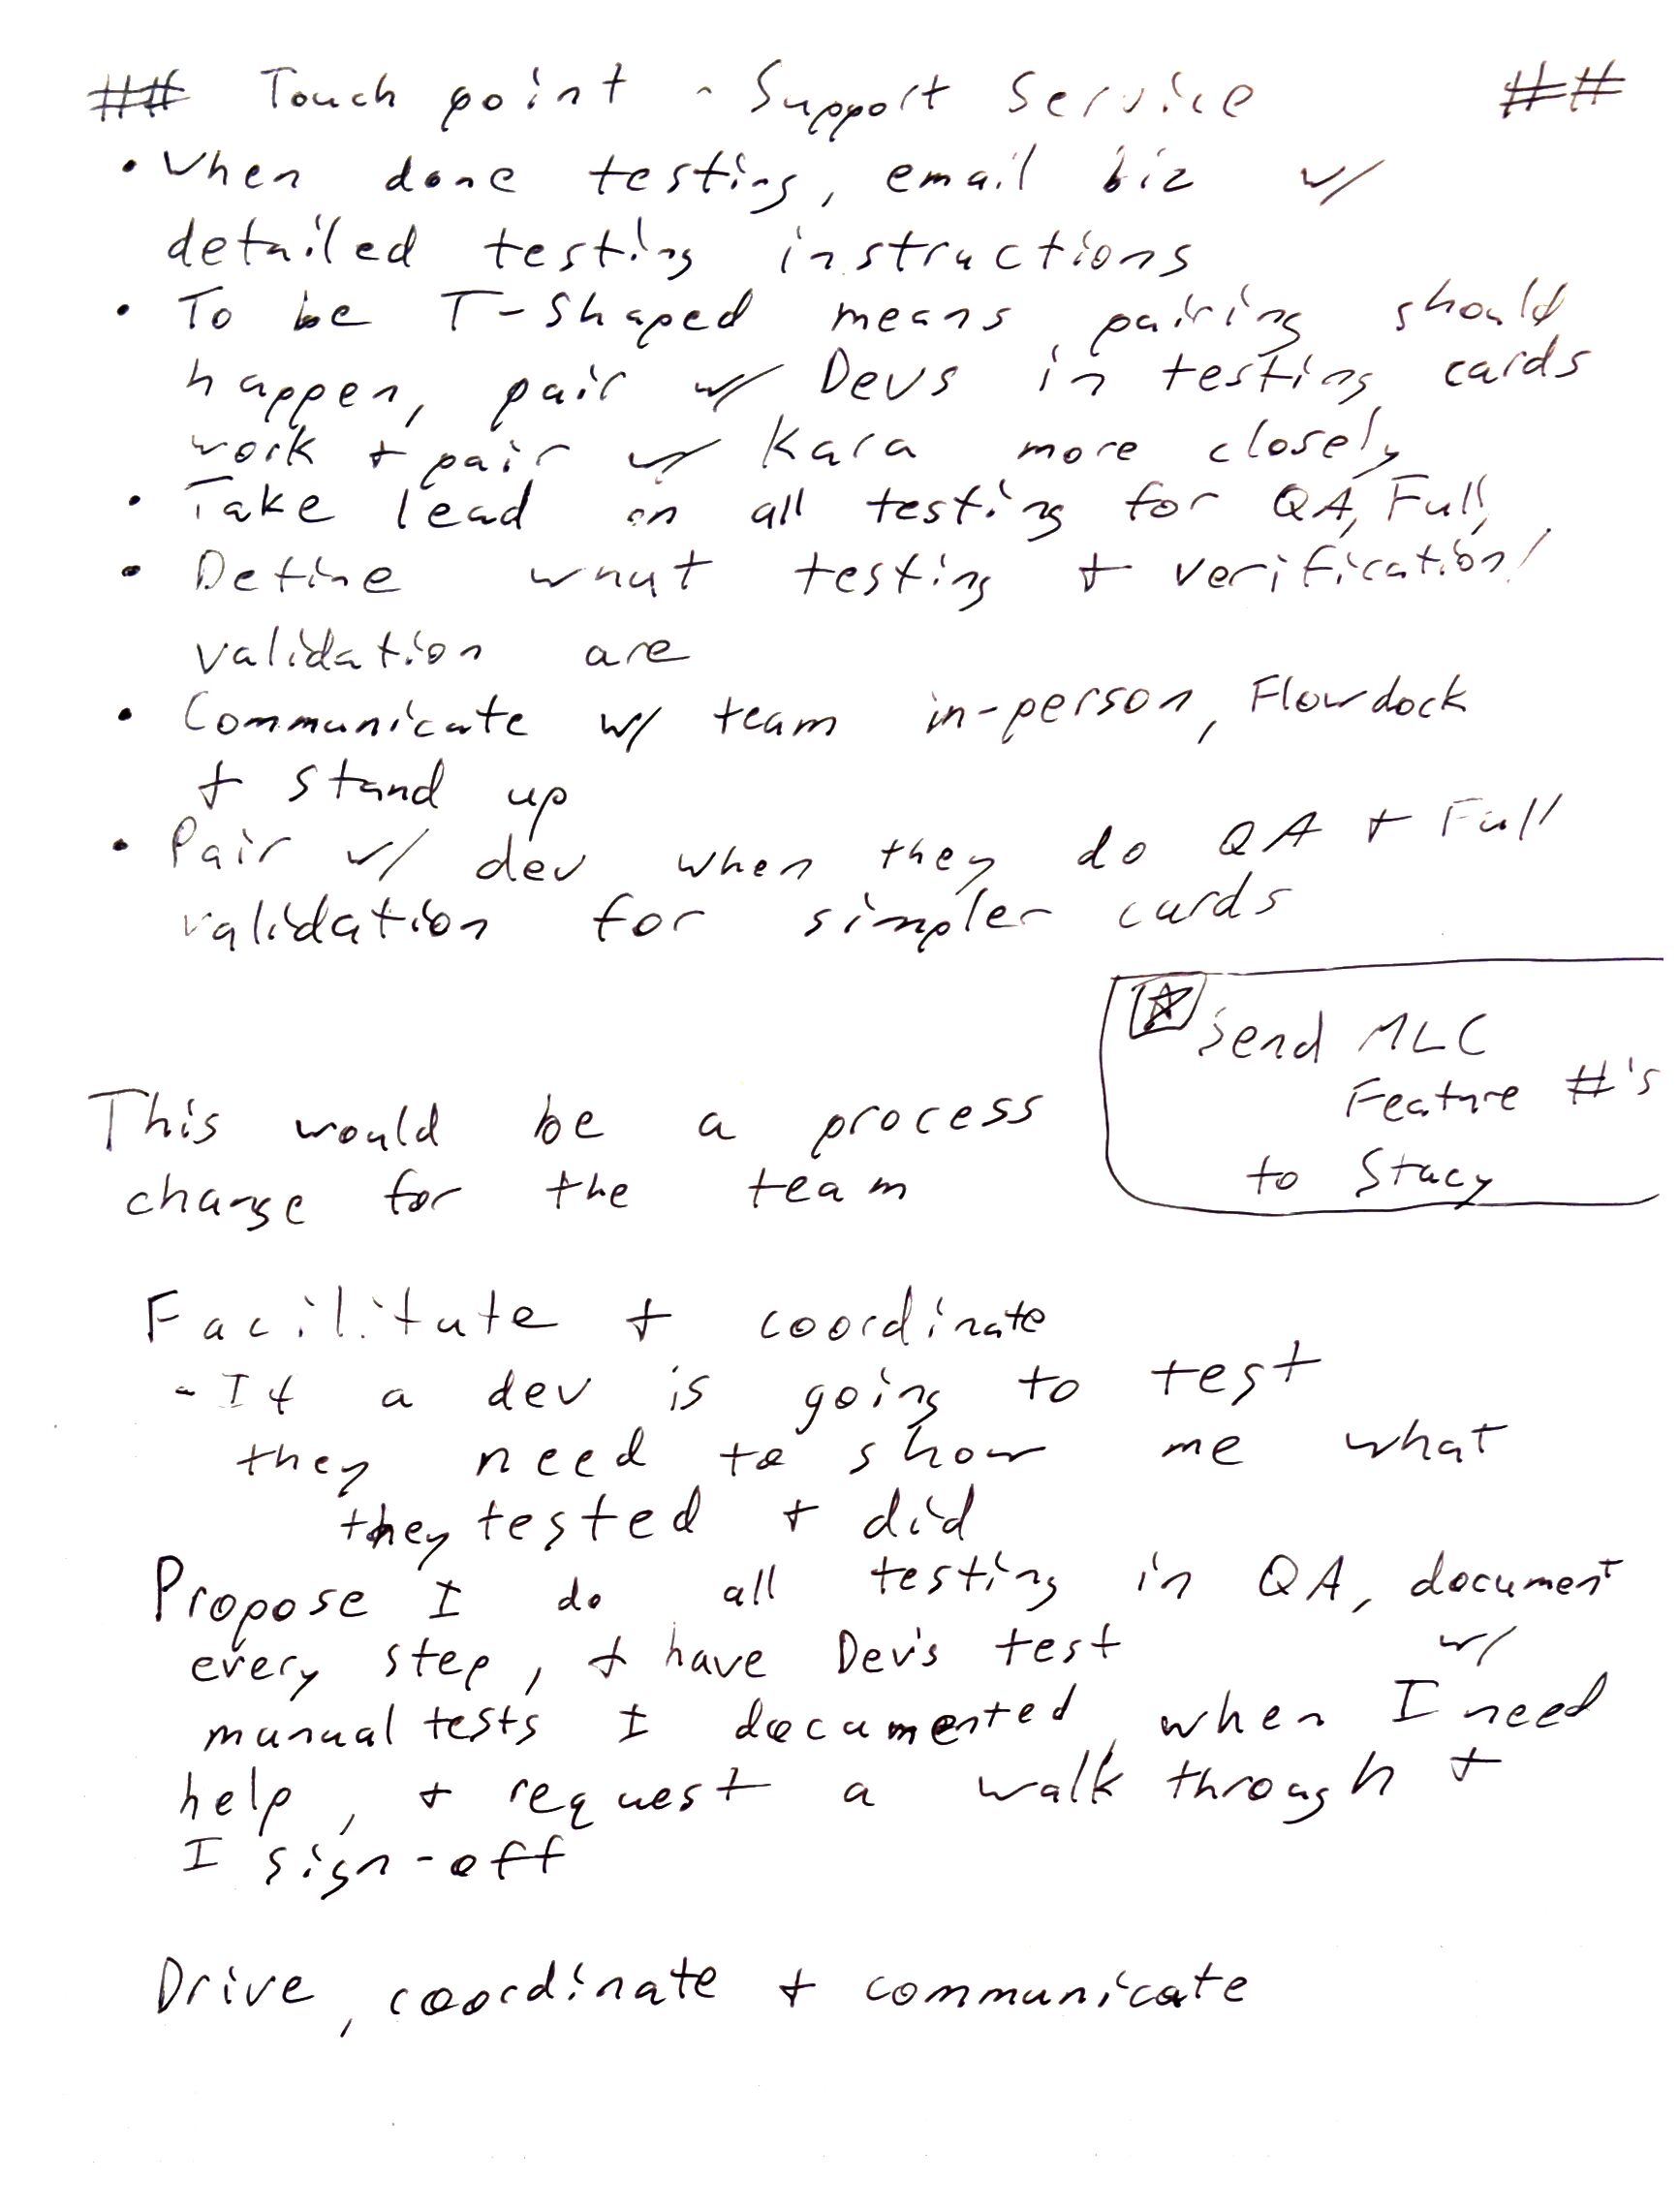 ## Touch point - Support Service ##
• When done testing, email biz w/
detailed testing instructions
• To be T-Shaped means pairing should
happen, pair w/ Devs in testing cards
work + pair w/ Kara more closely
• Take lead on all testing for QA, Full,
• Define what testing + verification/
validation are
• Communicate w/ team in-person, Flowdock
+ stand up
• Pair w/ dev when they do QA + Full
validation for simpler cards
Send MLC
Feature #'s
to Stacy
This would be a process
change for the team
Facilitate + coordinate
- If a dev is going to test
they need to show me what
they tested + did
Propose I do all testing in QA, document
every step, + have Dev's test w/
manual tests I documented, when I need
help, + request a walk through +
I sign-off
Drive, coordinate + communicate